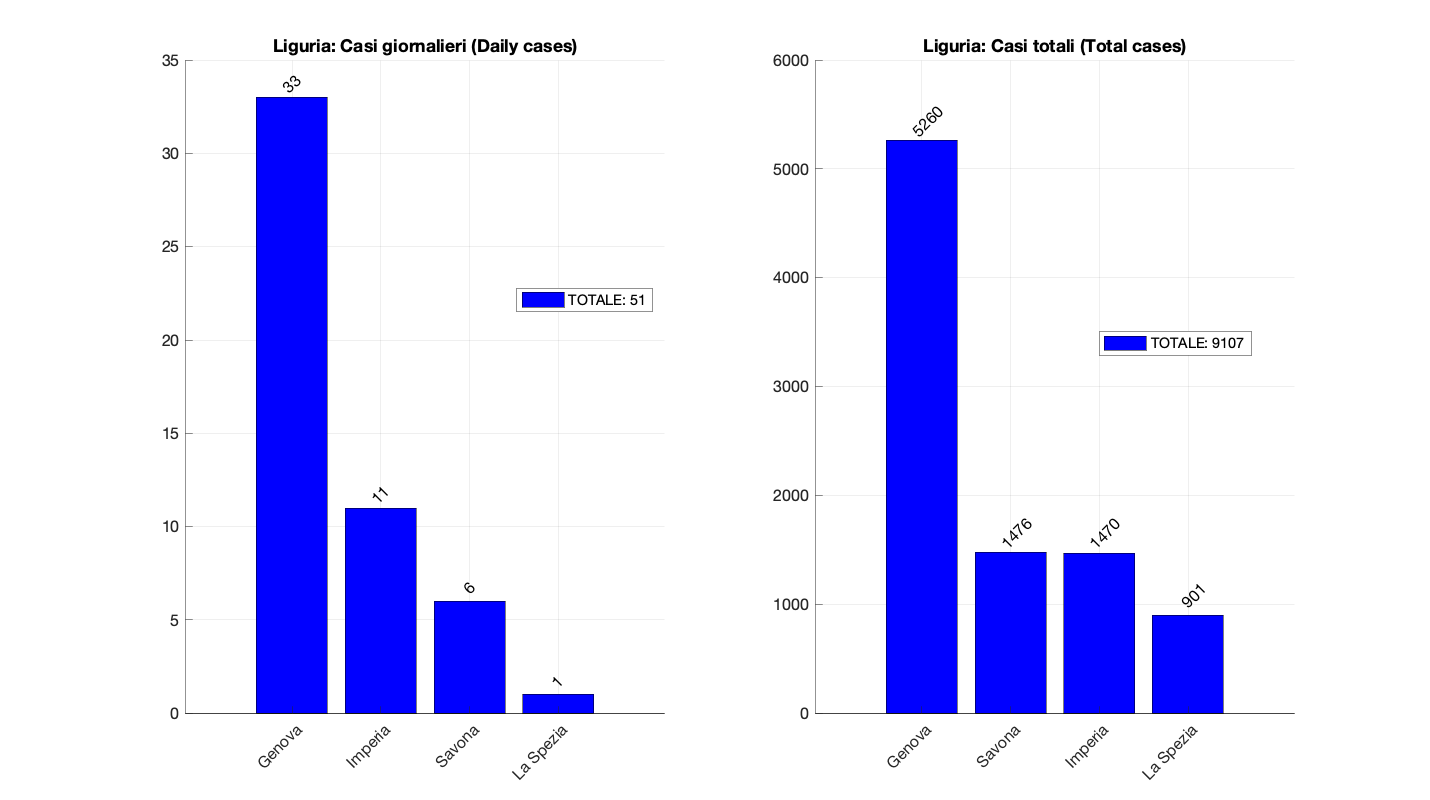 Liguria: Casi giornalieri (Daily cases)
35
30
25
20
15
10
5
0
33
11
6
1
TOTALE: 51
Genova
Imperia
Savona
La Spezia
Liguria: Casi totali (Total cases)
6000
5000
4000
3000
2000
1000
0
5260
1476
1470
901
TOTALE: 9107
Genova
Savona
Imperia
La Spezia